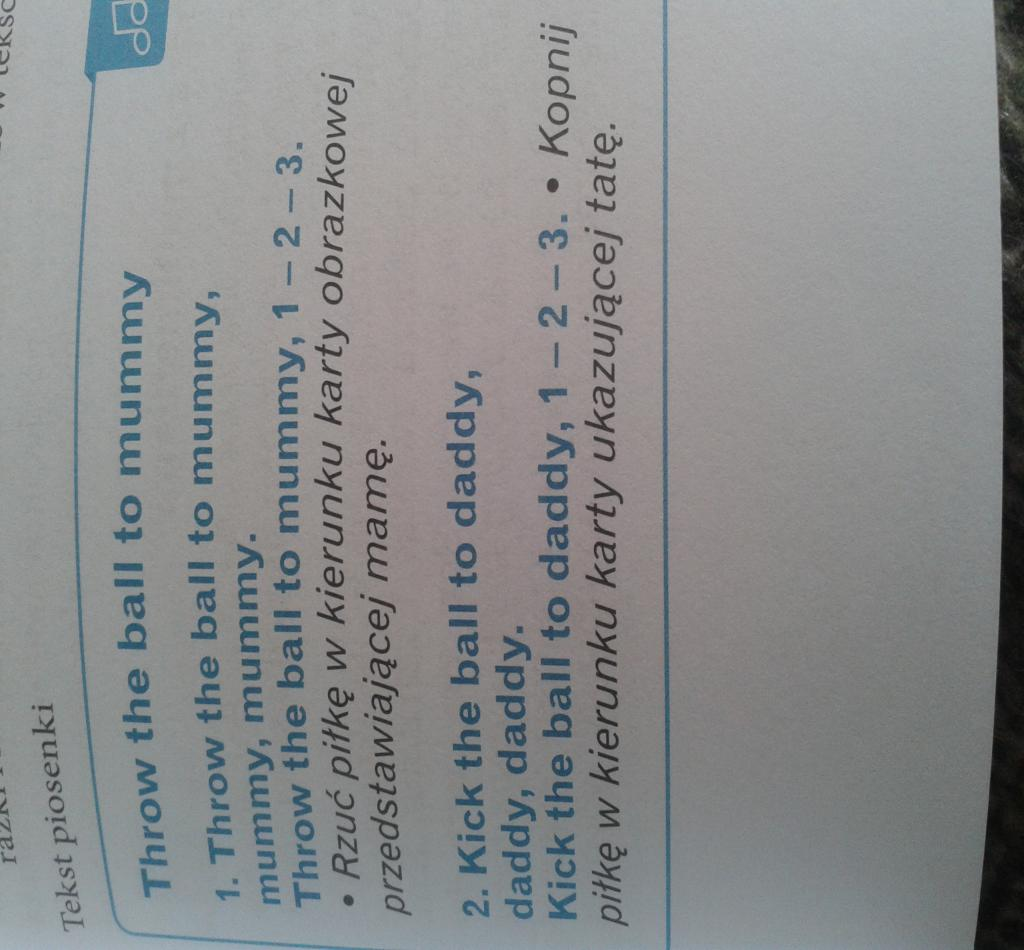 Tekst piosenki
Throw the ball to mummy
1. Throw the ball to mummy,
mummy, mummy.
Throw the ball to mummy, 1 – 2 – 3.
• Rzuć piłkę w kierunku karty obrazkowej
przedstawiającej mamę.
2. Kick the ball to daddy,
daddy, daddy.
Kick the ball to daddy, 1 – 2 – 3. • Kopnij
piłkę w kierunku karty ukazującej tatę.